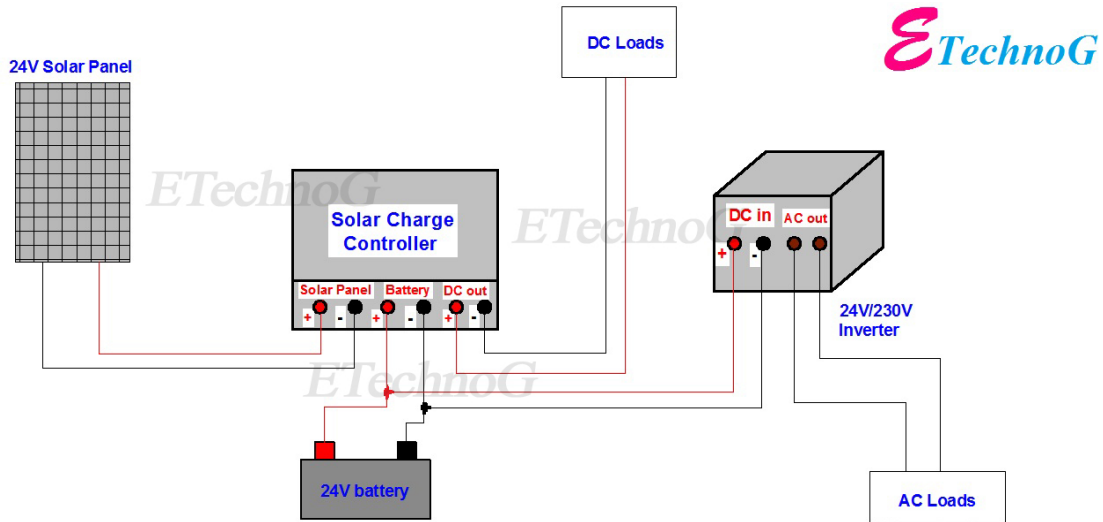 DC Loads
ETechnoG
24V Solar Panel
ETechnoG
ETechnoG
DC in AC out
+ -
Solar Charge
Controller
Solar Panel Battery DC out
+ - + - + -
24V/230V
Inverter
ETechnoG
24V battery
AC Loads